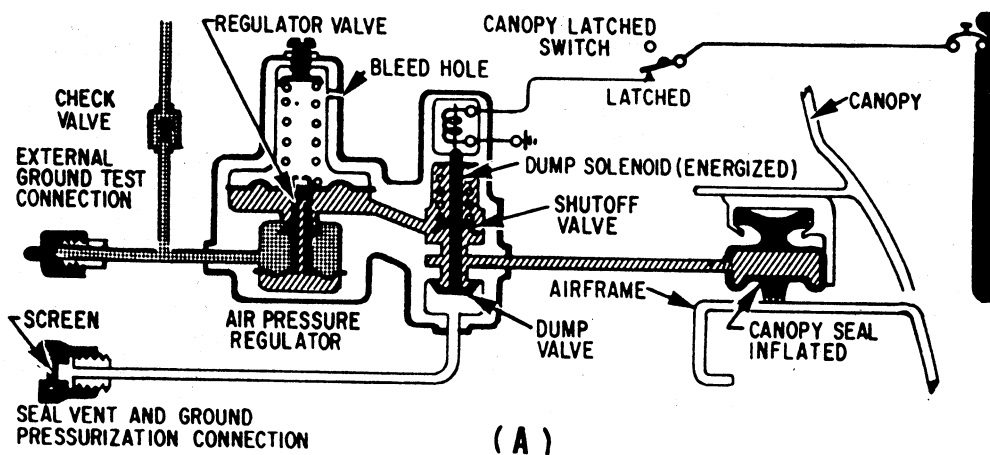 REGULATOR VALVE
CANOPY LATCHED
SWITCH
BLEED HOLE
LATCHED
CANOPY
CHECK
VALVE
EXTERNAL
GROUND TEST
CONNECTION
DUMP SOLENOID (ENERGIZED)
SHUTOFF
VALVE
AIRFRAME
SCREEN
AIR PRESSURE
REGULATOR
DUMP
VALVE
CANOPY SEAL
INFLATED
SEAL VENT AND GROUND
PRESSURIZATION CONNECTION
(A)